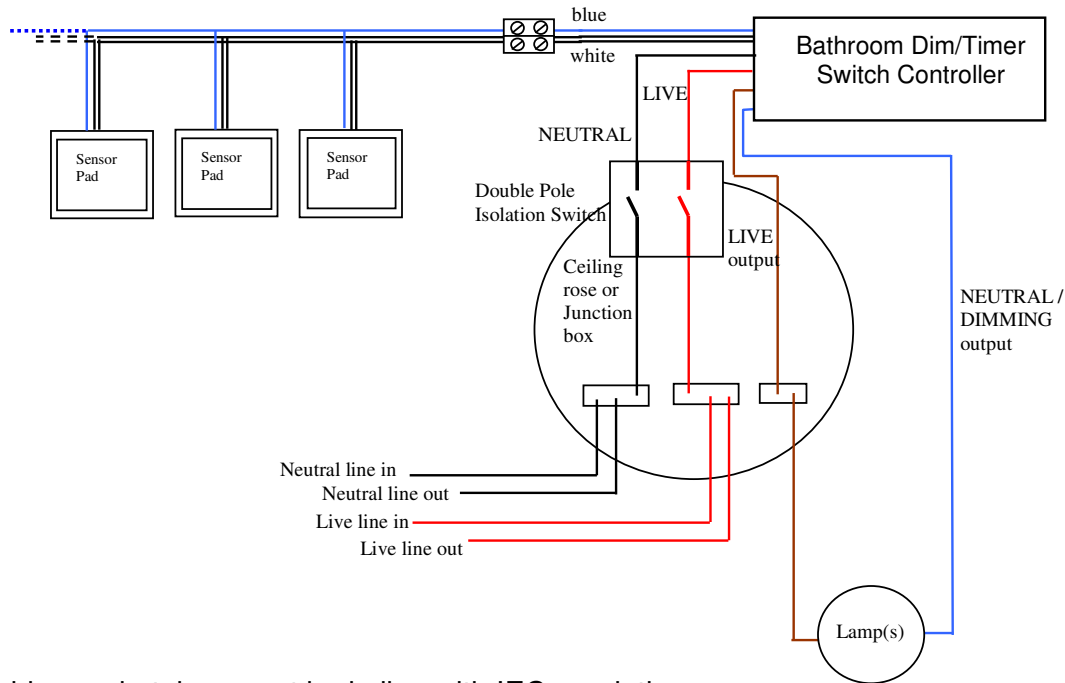 blue
white
Bathroom Dim/Timer
Switch Controller
LIVE
NEUTRAL
Sensor
Pad
Sensor
Pad
Sensor
Pad
Double Pole
Isolation Switch
LIVE
output
Ceiling
rose or
Junction
box
NEUTRAL /
DIMMING
output
Neutral line in
Neutral line out
Live line in
Live line out
Lamp(s)